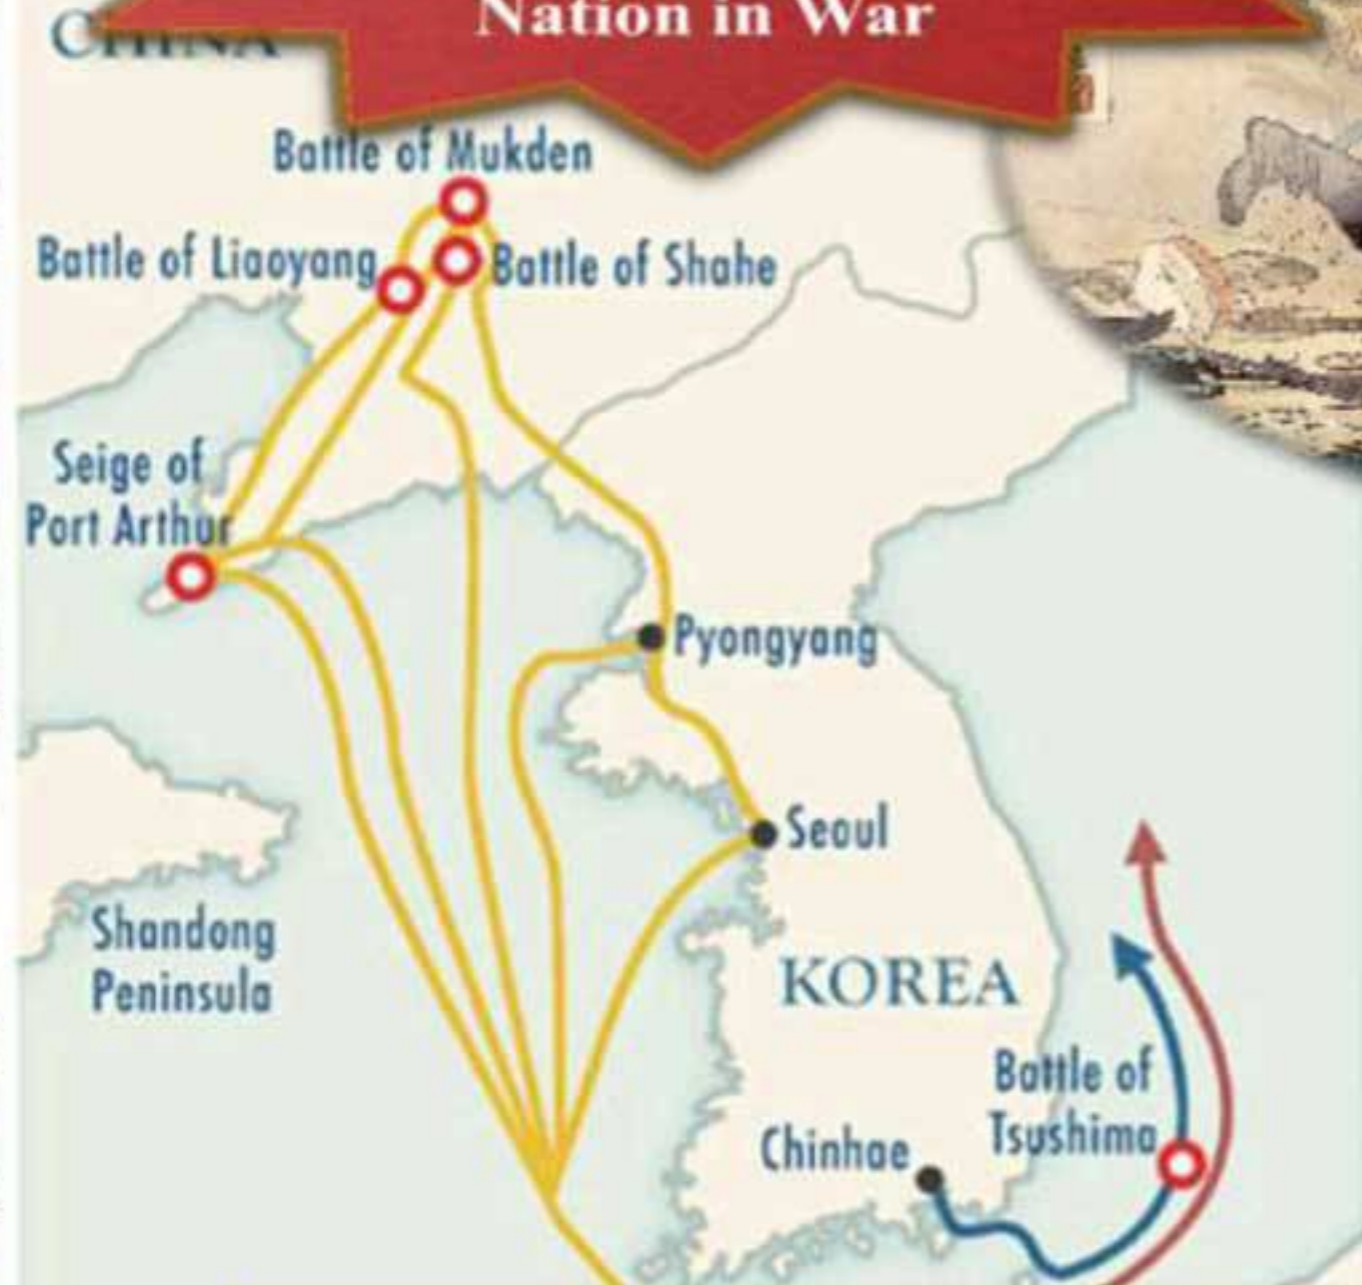 Nation in War
CHINA
Battle of Mukden
Battle of Liaoyang
Battle of Shahe
Seige of
Port Arthur
Pyongyang
Seoul
Shandong
Peninsula
KOREA
Battle of
Tsushima
Chinhae